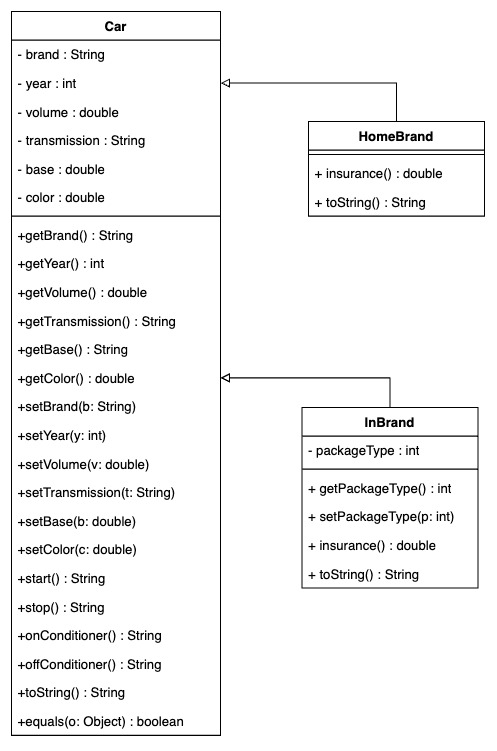 Car
- brand : String
- year : int
- volume : double
- transmission : String
- base : double
- color : double
+getBrand() : String
+getYear() : int
+getVolume() : double
+getTransmission() : String
+getBase() : String
+getColor() : double
+setBrand(b: String)
+setYear(y: int)
+setVolume(v: double)
+setTransmission(t: String)
+setBase(b: double)
+setColor(c: double)
+start() : String
+stop() : String
+onConditioner() : String
+offConditioner() : String
+toString() : String
+equals(o: Object) : boolean
HomeBrand
+ insurance() : double
+ toString() : String
InBrand
- packageType : int
+ getPackageType() : int
+ setPackageType(p: int)
+ insurance() : double
+ toString() : String